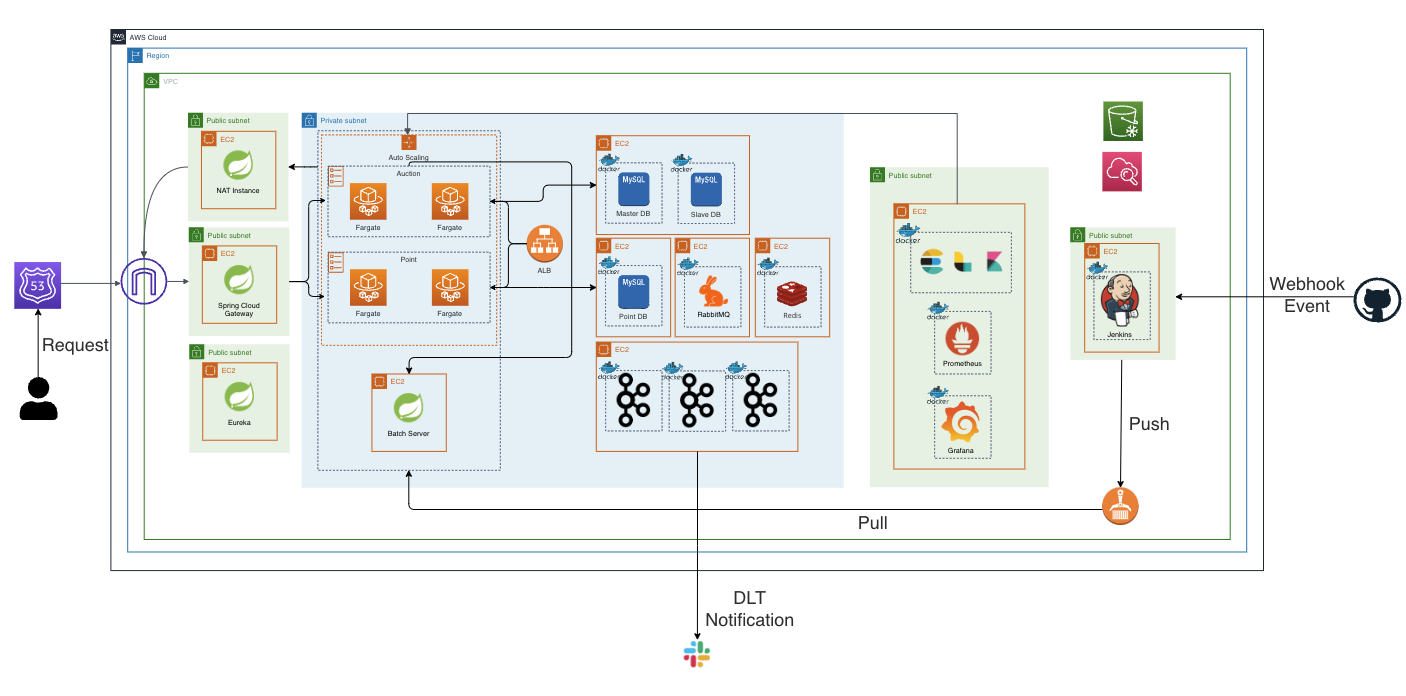 aws AWS Cloud
Region
VPC
Public subnet
EC2
NAT Instance
Public subnet
EC2
Spring Cloud
Gateway
Public subnet
EC2
Eureka
53
Request
Private subnet
Auto Scaling
Auction
Fargate
Fargate
Point
Fargate
Fargate
EC2
Batch Server
ALB
EC2
docker
MySQL
Master DB
docker
MySQL
Slave DB
EC2
docker
MySQL
Point DB
EC2
docker
RabbitMQ
EC2
docker
Redis
EC2
docker
docker
docker
Public subnet
EC2
docker
docker
Prometheus
docker
Grafana
Public subnet
EC2
docker
Jenkins
Webhook
Event
Push
Pull
DLT
Notification